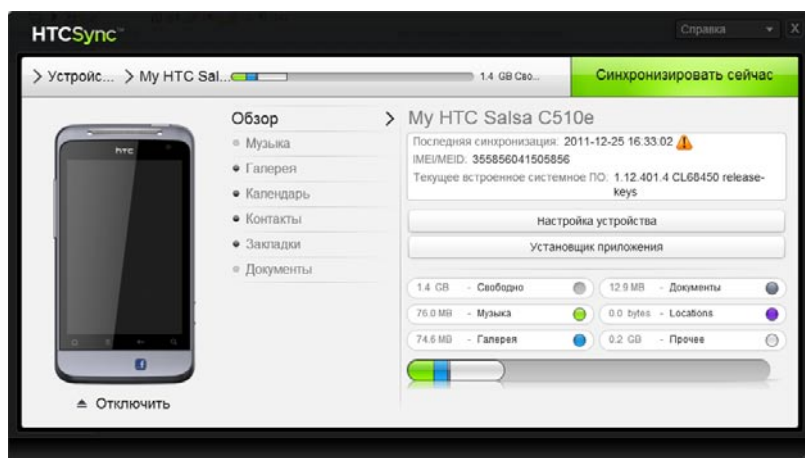 HTCSync™
Справка
X
Устройс... > My HTC Sal...
1.4 GB Сво...
Синхронизировать сейчас
Обзор
Музыка
Галерея
Календарь
Контакты
Закладки
Документы
hTC
Отключить
My HTC Salsa C510e
Последняя синхронизация: 2011-12-25 16:33:02
IMEI/MEID: 355856041505856
Текущее встроенное системное ПО: 1.12.401.4 CL68450 release-
keys
Настройка устройства
Установщик приложения
1.4 GB - Свободно
12.9 MB - Документы
76.0 MB - Музыка
0.0 bytes - Locations
74.6 MB - Галерея
0.2 GB - Прочее